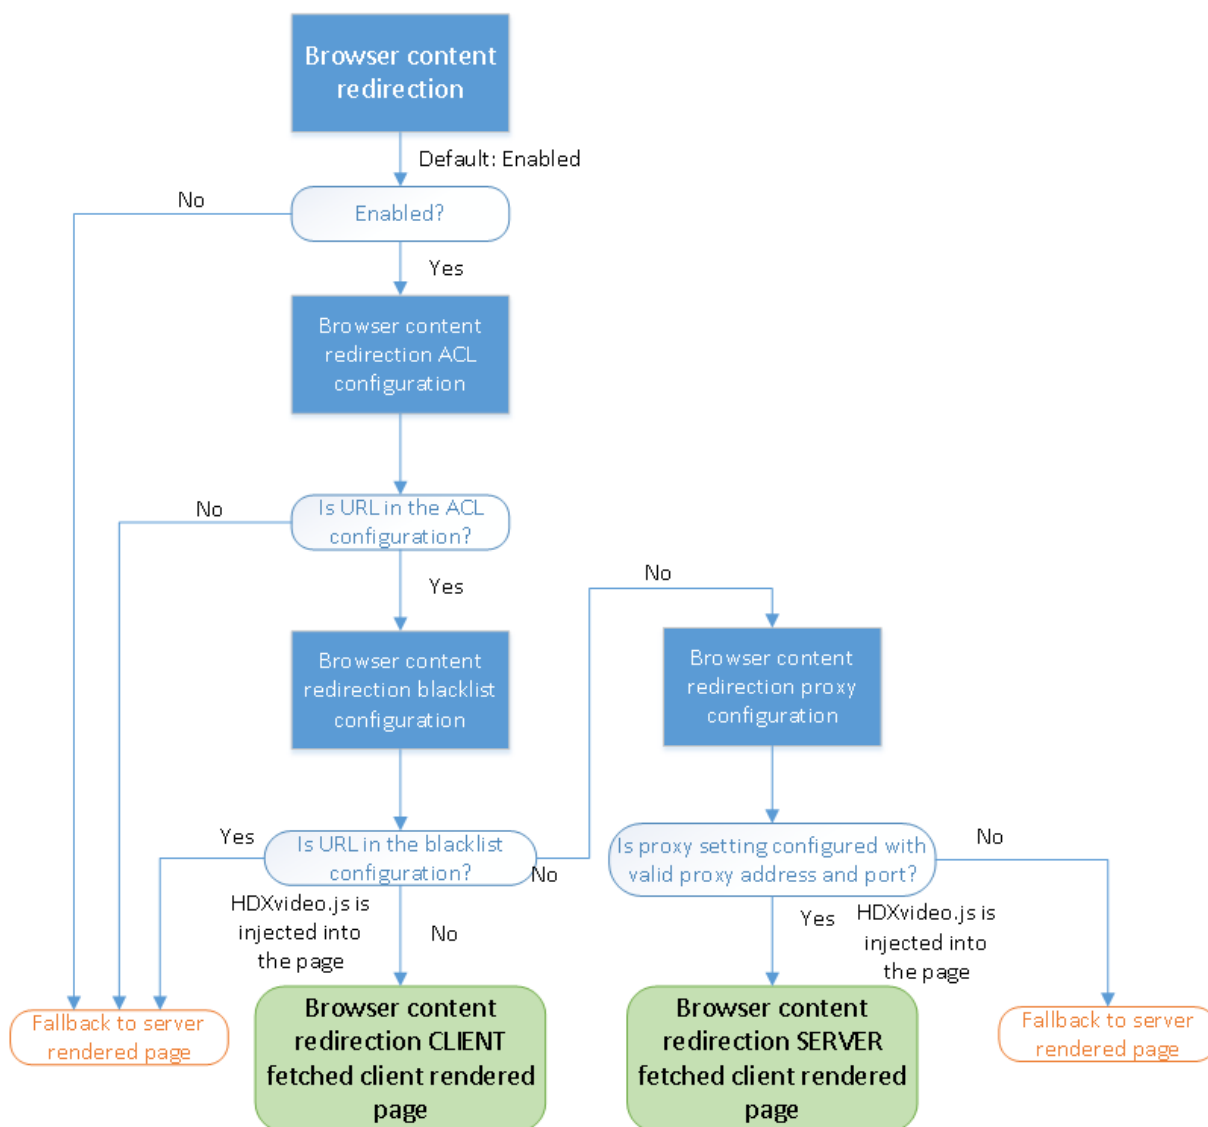 Browser content
redirection
Default: Enabled
No
Enabled?
Yes
Browser content
redirection ACL
configuration
No
Is URL in the ACL
configuration?
Yes
No
Browser content
redirection blacklist
configuration
Browser content
redirection proxy
configuration
Yes
Is URL in the blacklist
configuration?
No
Is proxy setting configured with
valid proxy address and port?
No
HDXvideo.js is
injected into
the page
No
Yes
HDXvideo.js is
injected into
the page
Fallback to server
rendered page
Browser content
redirection CLIENT
fetched client rendered
page
Browser content
redirection SERVER
fetched client rendered
page
Fallback to server
rendered page